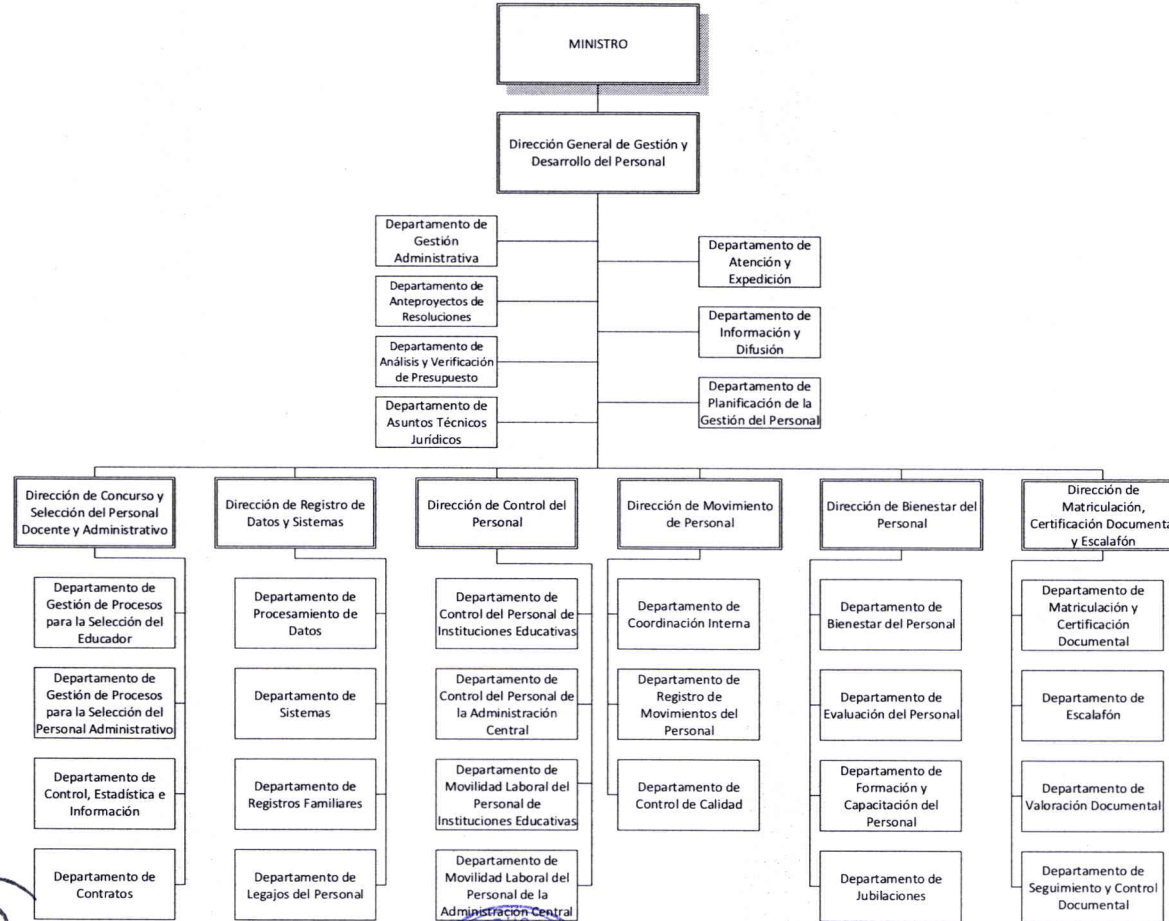 MINISTRO
Dirección General de Gestión y
Desarrollo del Personal
Departamento de
Gestión
Administrativa
Departamento de
Atención y
Expedición
Departamento de
Anteproyectos de
Resoluciones
Departamento de
Información y
Difusión
Departamento de
Análisis y Verificación
de Presupuesto
Departamento de
Planificación de la
Gestión del Personal
Departamento de
Asuntos Técnicos
Jurídicos
Dirección de Concurso y
Selección del Personal
Docente y Administrativo
Departamento de
Gestión de Procesos
para la Selección del
Educador
Departamento de
Gestión de Procesos
para la Selección del
Personal Administrativo
Departamento de
Control, Estadística e
Información
Departamento de
Contratos
Dirección de Registro de
Datos y Sistemas
Departamento de
Procesamiento de
Datos
Departamento de
Sistemas
Departamento de
Registros Familiares
Departamento de
Legajos del Personal
Dirección de Control del
Personal
Departamento de
Control del Personal de
Instituciones Educativas
Departamento de
Control del Personal de
la Administración
Central
Departamento de
Movilidad Laboral del
Personal de
Instituciones Educativas
Departamento de
Movilidad Laboral del
Personal de la
Administración Central
Dirección de Movimiento
de Personal
Departamento de
Coordinación Interna
Departamento de
Registro de
Movimientos del
Personal
Departamento de
Control de Calidad
Dirección de Bienestar del
Personal
Departamento de
Bienestar del Personal
Departamento de
Evaluación del Personal
Departamento de
Formación y
Capacitación del
Personal
Departamento de
Jubilaciones
Dirección de
Matriculación,
Certificación Documenta
y Escalafón
Departamento de
Matriculación y
Certificación
Documental
Departamento de
Escalafón
Departamento de
Valoración Documental
Departamento de
Seguimiento y Control
Documental